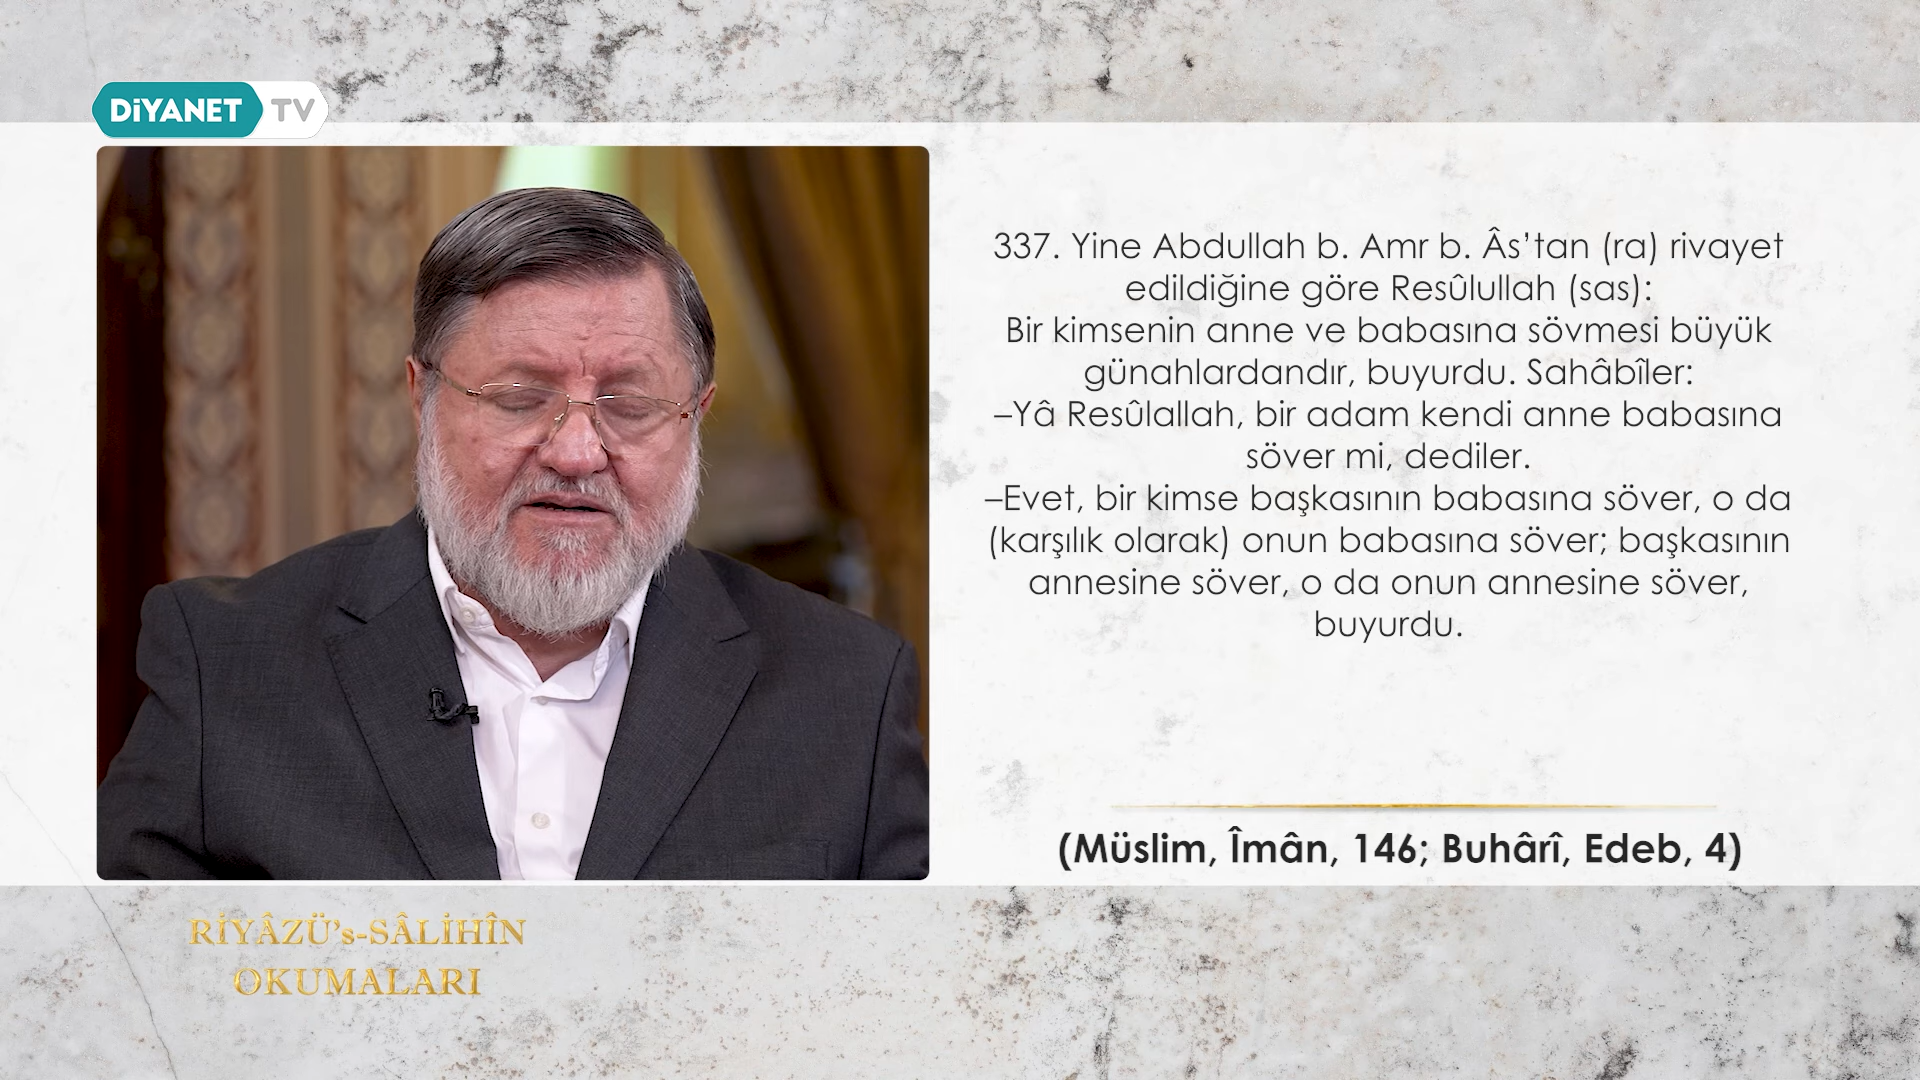 DİYANET TV
337. Yine Abdullah b. Amr b. Âs’tan (ra) rivayet
edildiğine göre Resûlullah (sas):
Bir kimsenin anne ve babasına sövmesi büyük
günahlardandır, buyurdu. Sahâbîler:
–Yâ Resûlallah, bir adam kendi anne babasına
söver mi, dediler.
–Evet, bir kimse başkasının babasına söver, o da
(karşılık olarak) onun babasına söver; başkasının
annesine söver, o da onun annesine söver,
buyurdu.
(Müslim, Îmân, 146; Buhârî, Edeb, 4)
RİYÂZÜ’s-SÂLİHÎN
OKUMALARI